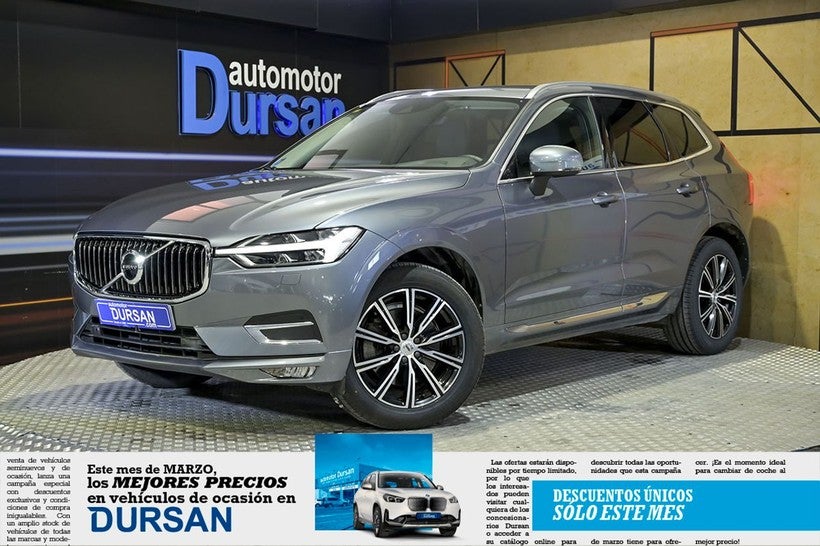 automotor
Dursan
VOLVO
automotor
DURSAN
.com
venta de vehículos
seminuevos y de
ocasión, lanza una
campaña especial
con descuentos
exclusivos y condi-
ciones de compra
inigualables. Con
un amplio stock de
vehículos de todas
las marcas y mode-
Este mes de MARZO,
los MEJORES PRECIOS
en vehículos de ocasión en
DURSAN
automotor Dursan
Las ofertas estarán dispo-
nibles por tiempo limitado,
por lo que
los interesa-
dos pueden
visitar cual-
quiera de los
concesiona-
rios Dursan
o acceder a
su catálogo
online para
descubrir todas las oportu-
nidades que esta campaña
de marzo tiene para ofre-
cer. ¡Es el momento ideal
para cambiar de coche al
mejor precio!
DESCUENTOS ÚNICOS
SÓLO ESTE MES